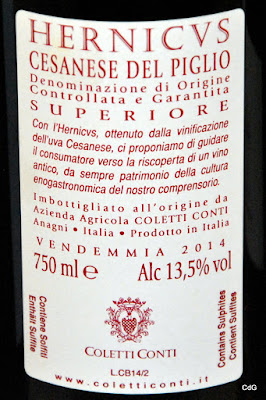 HERNICVS
CESANESE DEL PIGLIO
Denominazione di Origine
Controllata e Garantita
SUPERIORE
Con l'Hernicvs, ottenuto dalla vinificazione
dell'uva Cesanese, ci proponiamo di guidare
il consumatore verso la riscoperta di un vino
antico, da sempre patrimonio della cultura
enogastronomica del nostro comprensorio.
Imbottigliato all'origine da
Azienda Agricola COLETTI CONTI
Anagni • Italia • Prodotto in Italia
VENDEMMIA 2014
750 ml e Alc 13,5% vol
Contiene Solfiti
Enthält Sulfite
Containa Sulphites
Contient Sulfites
COLETTI CONTI
L.CB14/2
www.coletticonti.it
CdG